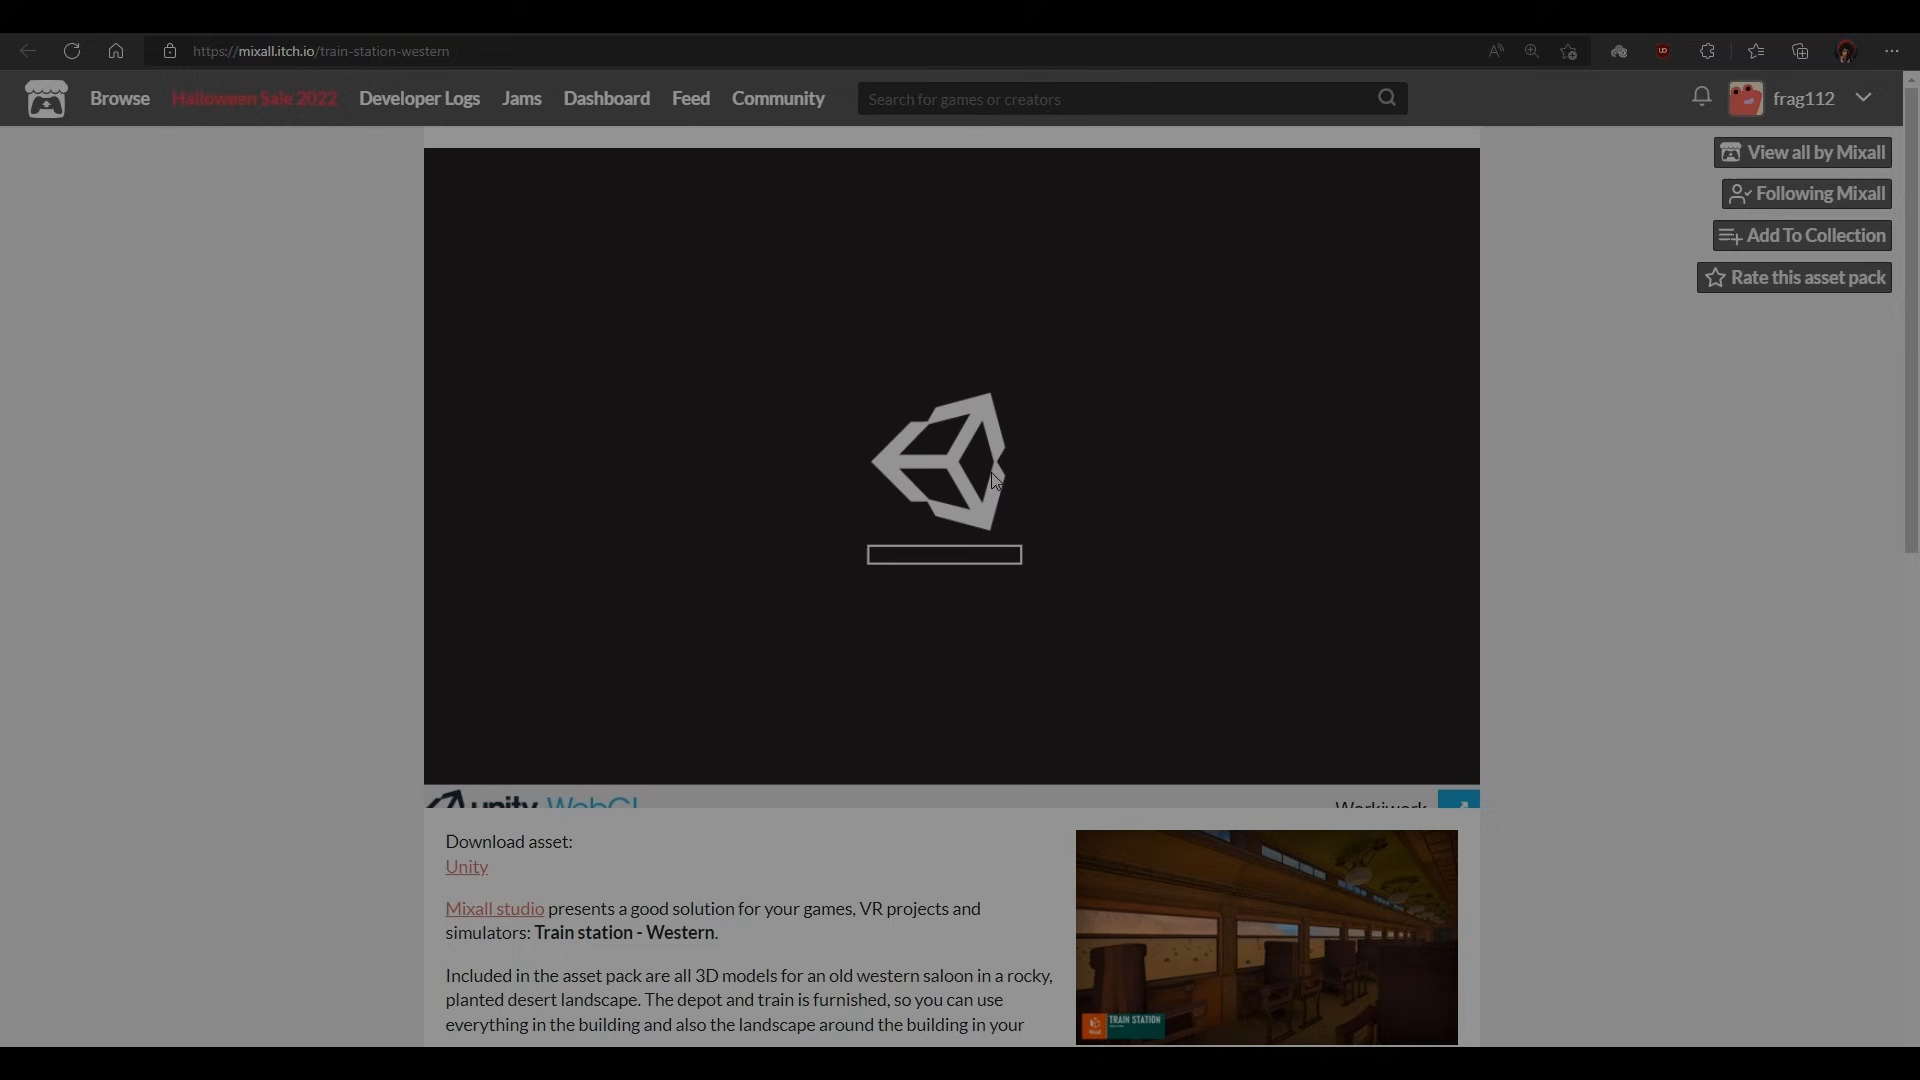 https://mixall.itch.io/train-station-western
Browse
Halloween Sale 2022
Developer Logs
Jams
Dashboard
Feed
Community
Search for games or creators
frag112
View all by Mixall
Following Mixall
Add To Collection
Rate this asset pack
unity WebGL
Workiwork
Download asset:
Unity
Mixall studio presents a good solution for your games, VR projects and
simulators: Train station - Western.
Included in the asset pack are all 3D models for an old western saloon in a rocky,
planted desert landscape. The depot and train is furnished, so you can use
everything in the building and also the landscape around the building in your
TRAIN STATION